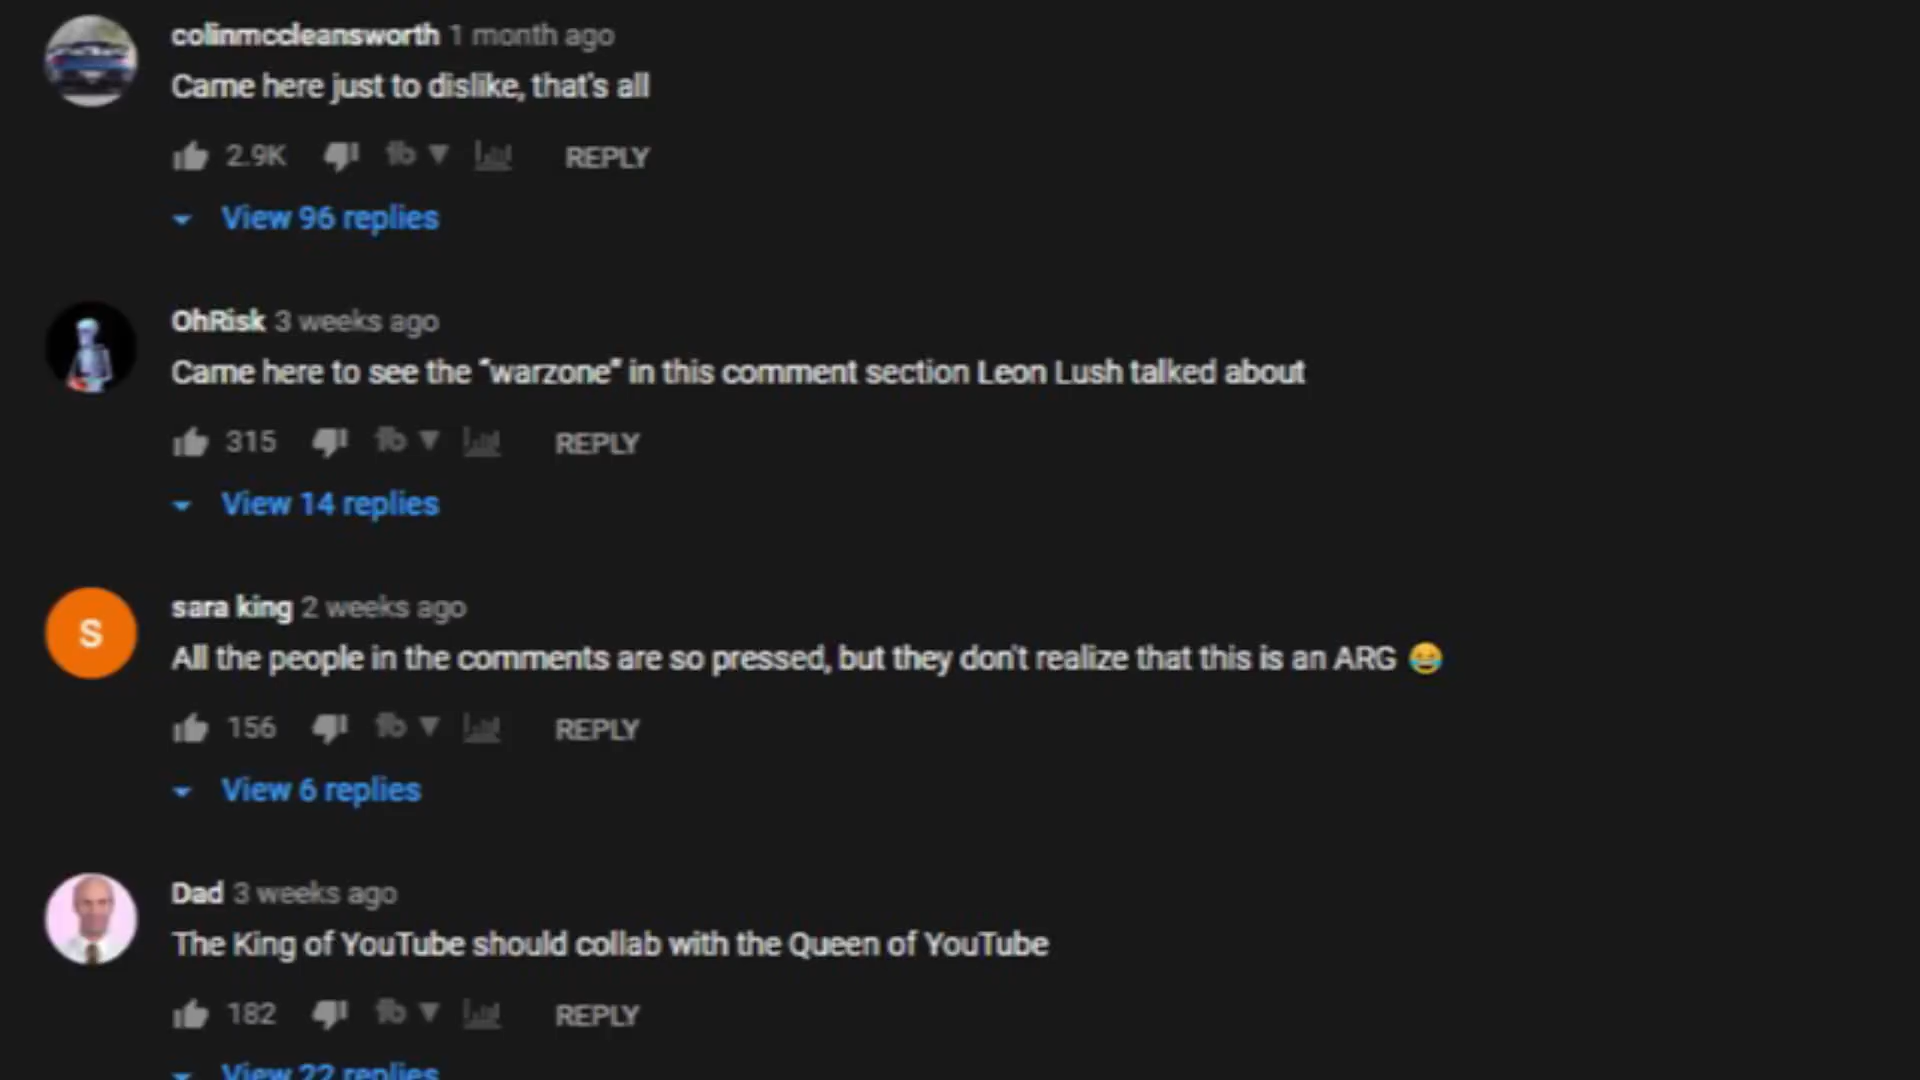 colinmccleansworth 1 month ago
Came here just to dislike, that's all
2.9K REPLY
View 96 replies
OhRisk 3 weeks ago
Came here to see the "warzone" in this comment section Leon Lush talked about
315 REPLY
View 14 replies
S
sara king 2 weeks ago
All the people in the comments are so pressed, but they don't realize that this is an ARG 😂
156 REPLY
View 6 replies
Dad 3 weeks ago
The King of YouTube should collab with the Queen of YouTube
182 REPLY
View 22 replies